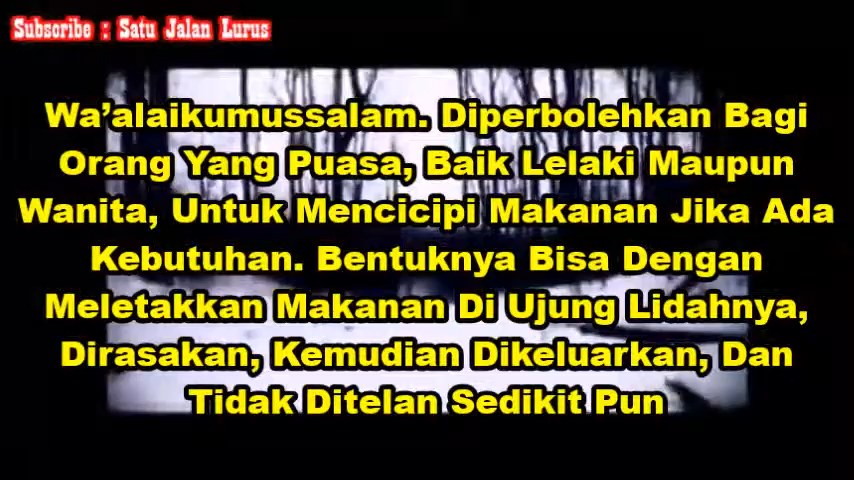 Subscribe : Satu Jalan Lurus
Wa’alaikumussalam. Diperbolehkan Bagi
Orang Yang Puasa, Baik Lelaki Maupun
Wanita, Untuk Mencicipi Makanan Jika Ada
Kebutuhan. Bentuknya Bisa Dengan
Meletakkan Makanan Di Ujung Lidahnya,
Dirasakan, Kemudian Dikeluarkan, Dan
Tidak Ditelan Sedikit Pun